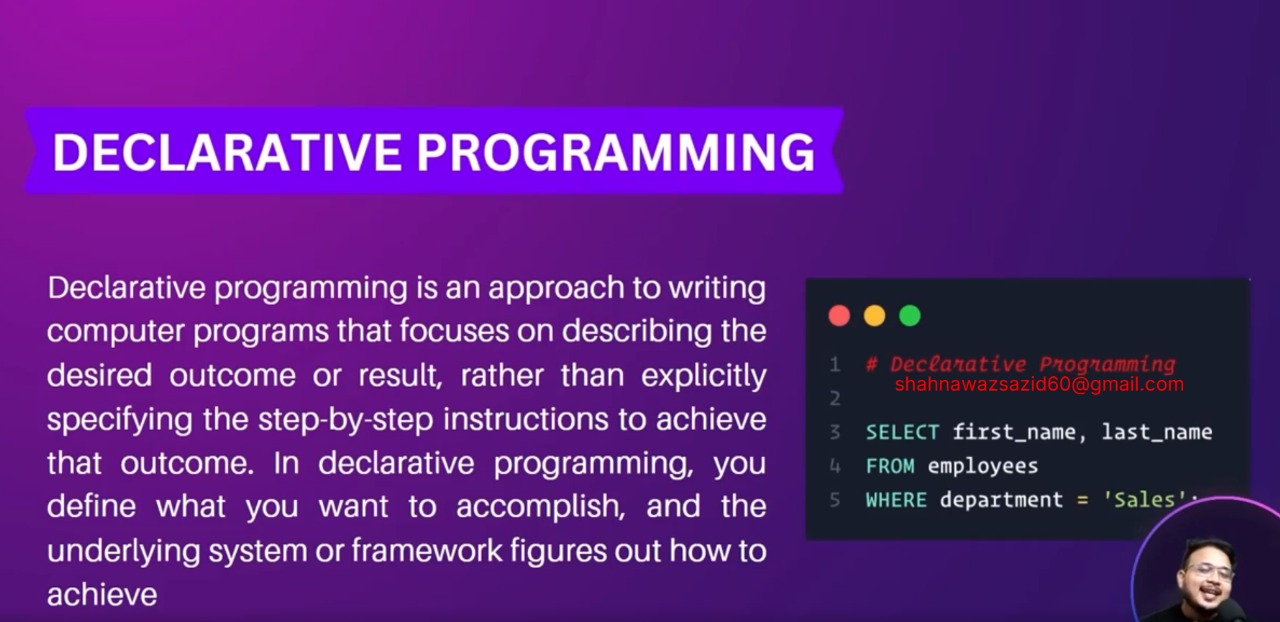 DECLARATIVE PROGRAMMING
Declarative programming is an approach to writing
computer programs that focuses on describing the
desired outcome or result, rather than explicitly
specifying the step-by-step instructions to achieve
that outcome. In declarative programming, you
define what you want to accomplish, and the
underlying system or framework figures out how to
achieve
1 # Declarative Programming
shahnawazsazid60@gmail.com
2
3 SELECT first_name, last_name
4 FROM employees
5 WHERE department = 'Sales';